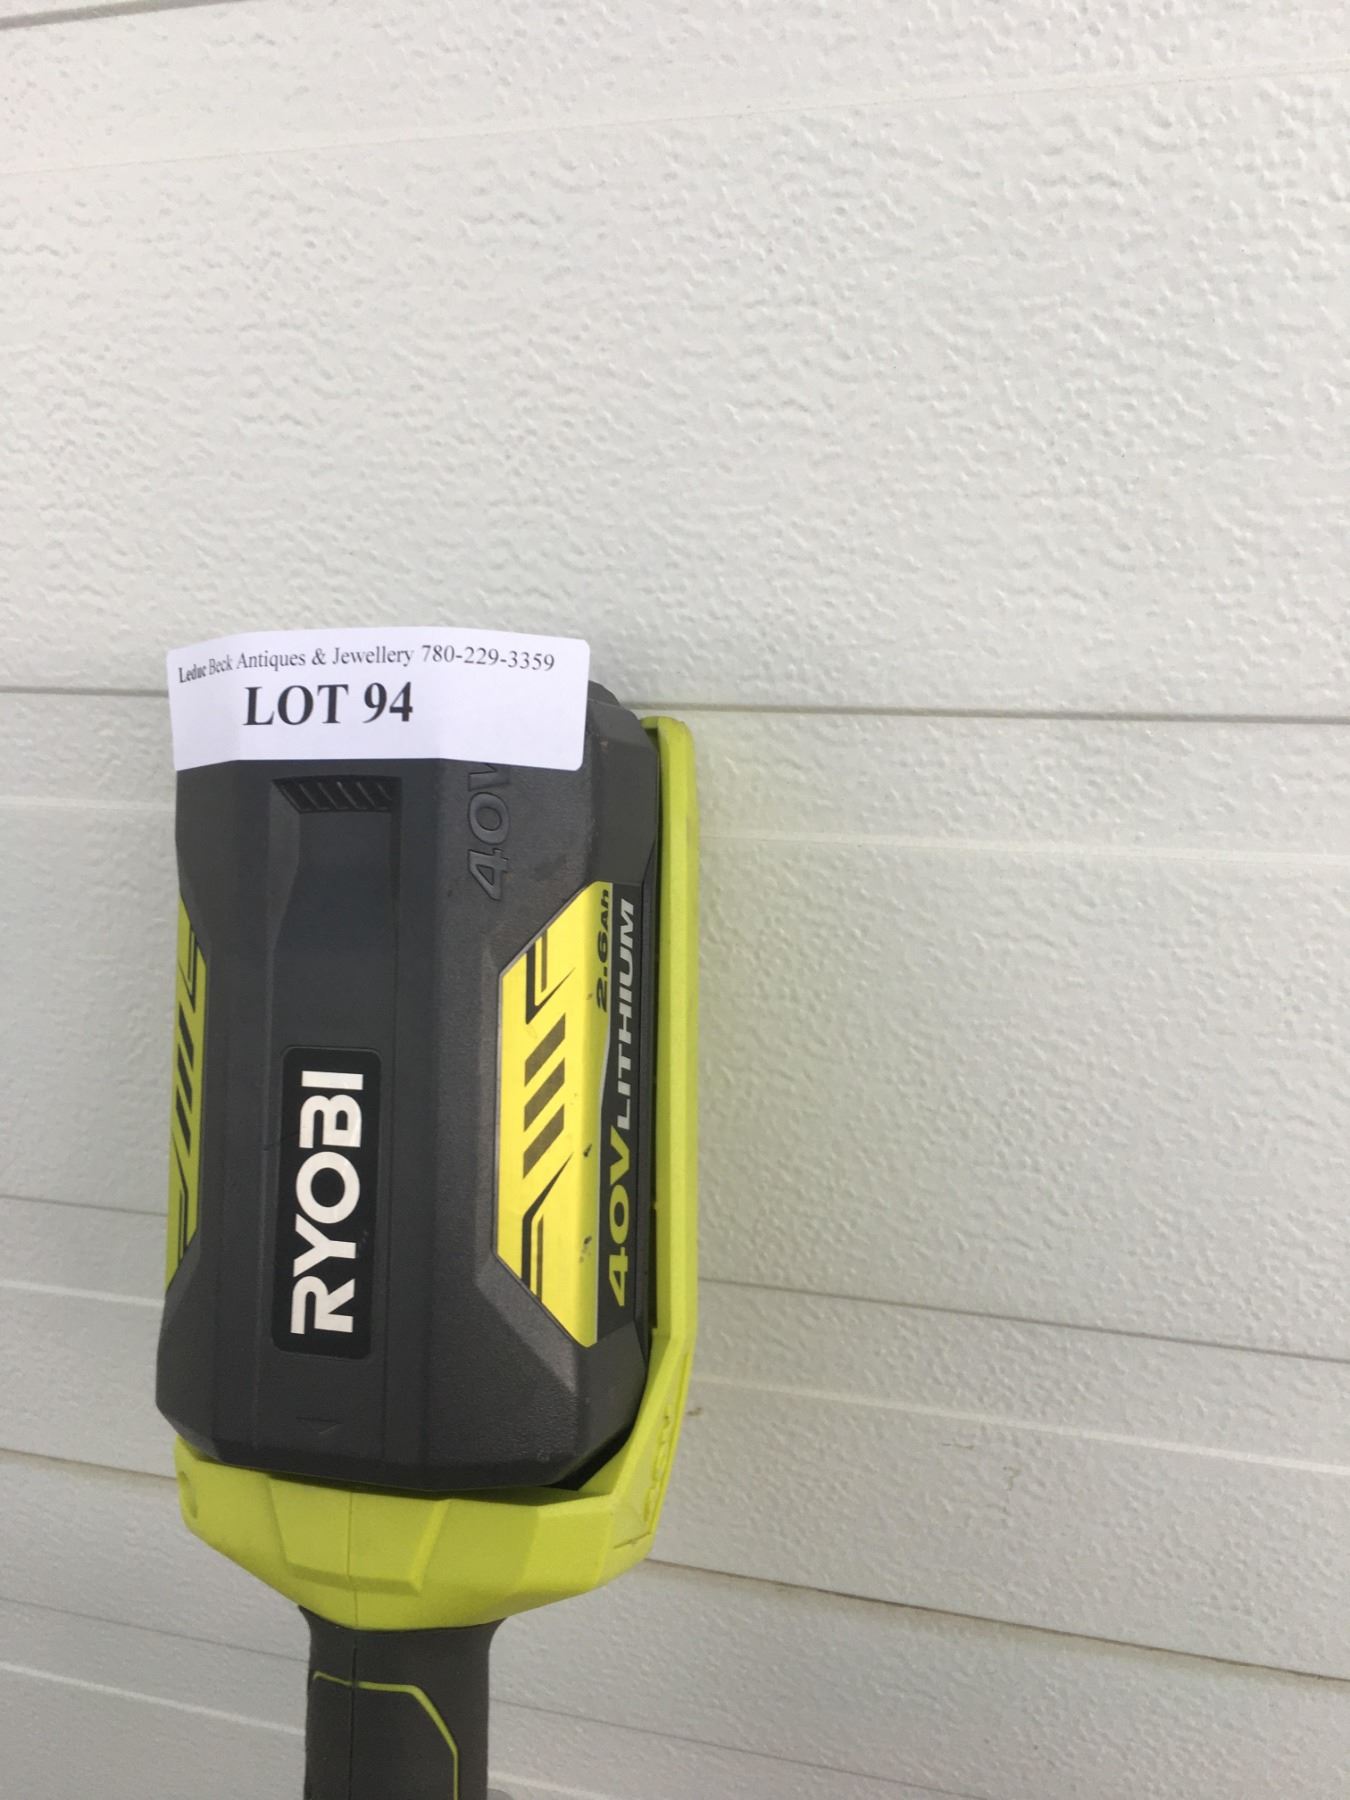 Leduc Beck Antiques & Jewellery 780-229-3359
LOT 94
40V
RYOBI
2.6Ah
40V LITHIUM